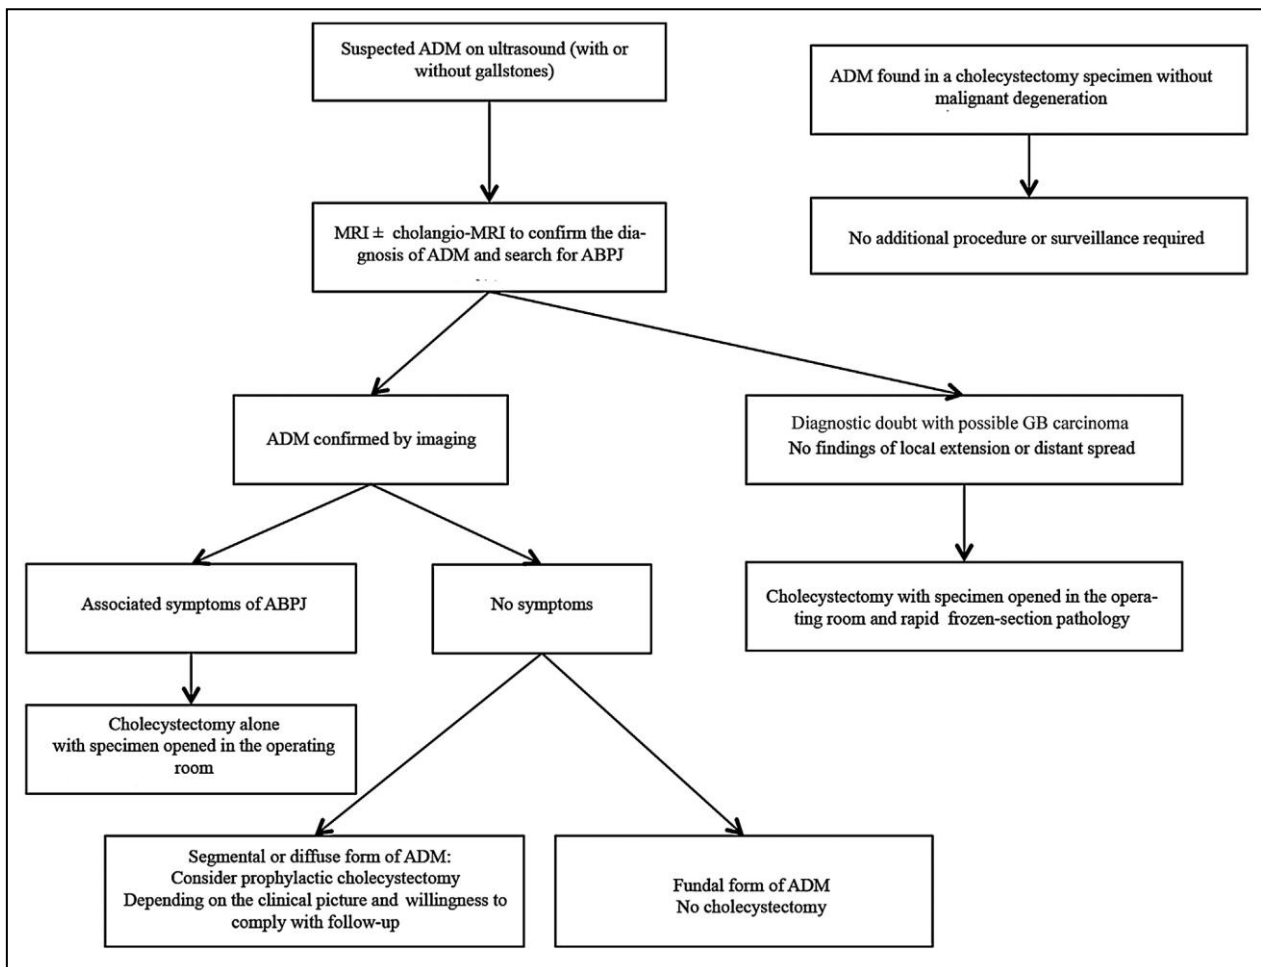 Suspected ADM on ultrasound (with or
without gallstones)
ADM found in a cholecystectomy specimen without
malignant degeneration
MRI ± cholangio-MRI to confirm the dia-
gnosis of ADM and search for ABPJ
No additional procedure or surveillance required
ADM confirmed by imaging
Diagnostic doubt with possible GB carcinoma
No findings of local extension or distant spread
Associated symptoms of ABPJ
No symptoms
Cholecystectomy with specimen opened in the opera-
ting room and rapid frozen-section pathology
Cholecystectomy alone
with specimen opened in the operating
room
Segmental or diffuse form of ADM:
Consider prophylactic cholecystectomy
Depending on the clinical picture and willingness to
comply with follow-up
Fundal form of ADM
No cholecystectomy